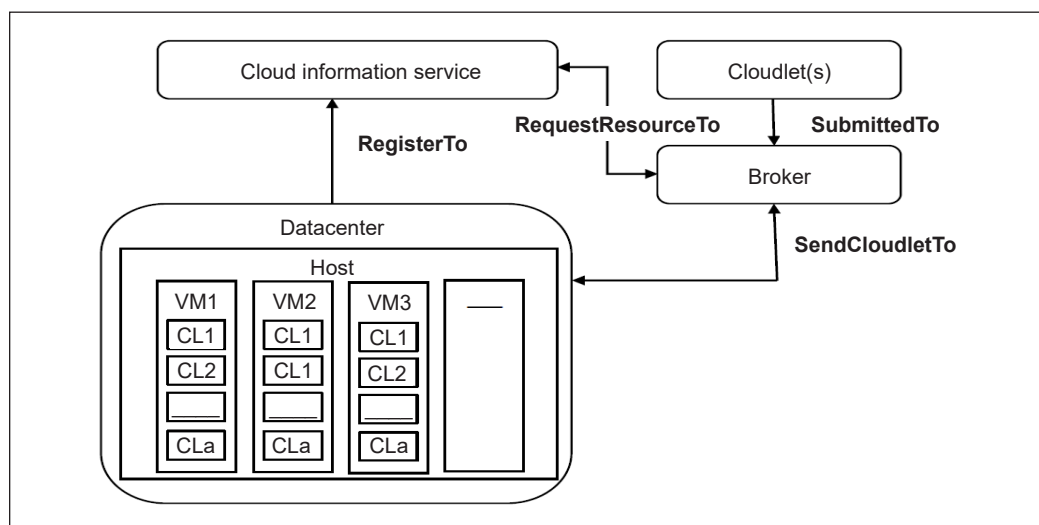 Cloud information service
Cloudlet(s)
RequestResourceTo
SubmittedTo
RegisterTo
Broker
Datacenter
SendCloudletTo
Host
VM1
CL1
CL2
CLa
VM2
CL1
CL1
CLa
VM3
CL1
CL2
CLa